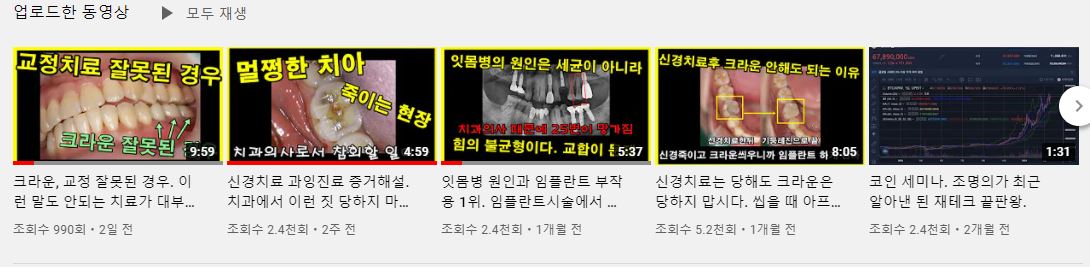 업로드한 동영상
모두 재생
교정치료 잘못된 경우
크라운 잘못된
9:59
멀쩡한 치아
죽이는 현장
치과의사로서 참회할 일
4:59
잇몸병의 원인은 세균이 아니라
치과의사 때문에 25번이 망가짐
힘의 불균형이다. 교합이
5:37
신경치료후 크라운 안해도 되는 이유
신경치료한뒤 기둥레진으로 끝
신경죽이고 크라운씌우니까 임플란트
8:05
67,890,000
1:31
크라운, 교정 잘못된 경우. 이
런 말도 안되는 치료가 대부...
조회수 990회 • 2일 전
신경치료 과잉진료 증거해설.
치과에서 이런 짓 당하지 마...
조회수 2.4천회 • 2주 전
잇몸병 원인과 임플란트 부작
용 1위. 임플란트시술에서 ...
조회수 2.4천회 • 1개월 전
신경치료는 당해도 크라운은
당하지 맙시다. 씹을 때 아프...
조회수 5.2천회 • 1개월 전
코인 세미나. 조명의가 최근
알아낸 된 재테크 끝판왕.
조회수 2.4천회 • 2개월 전